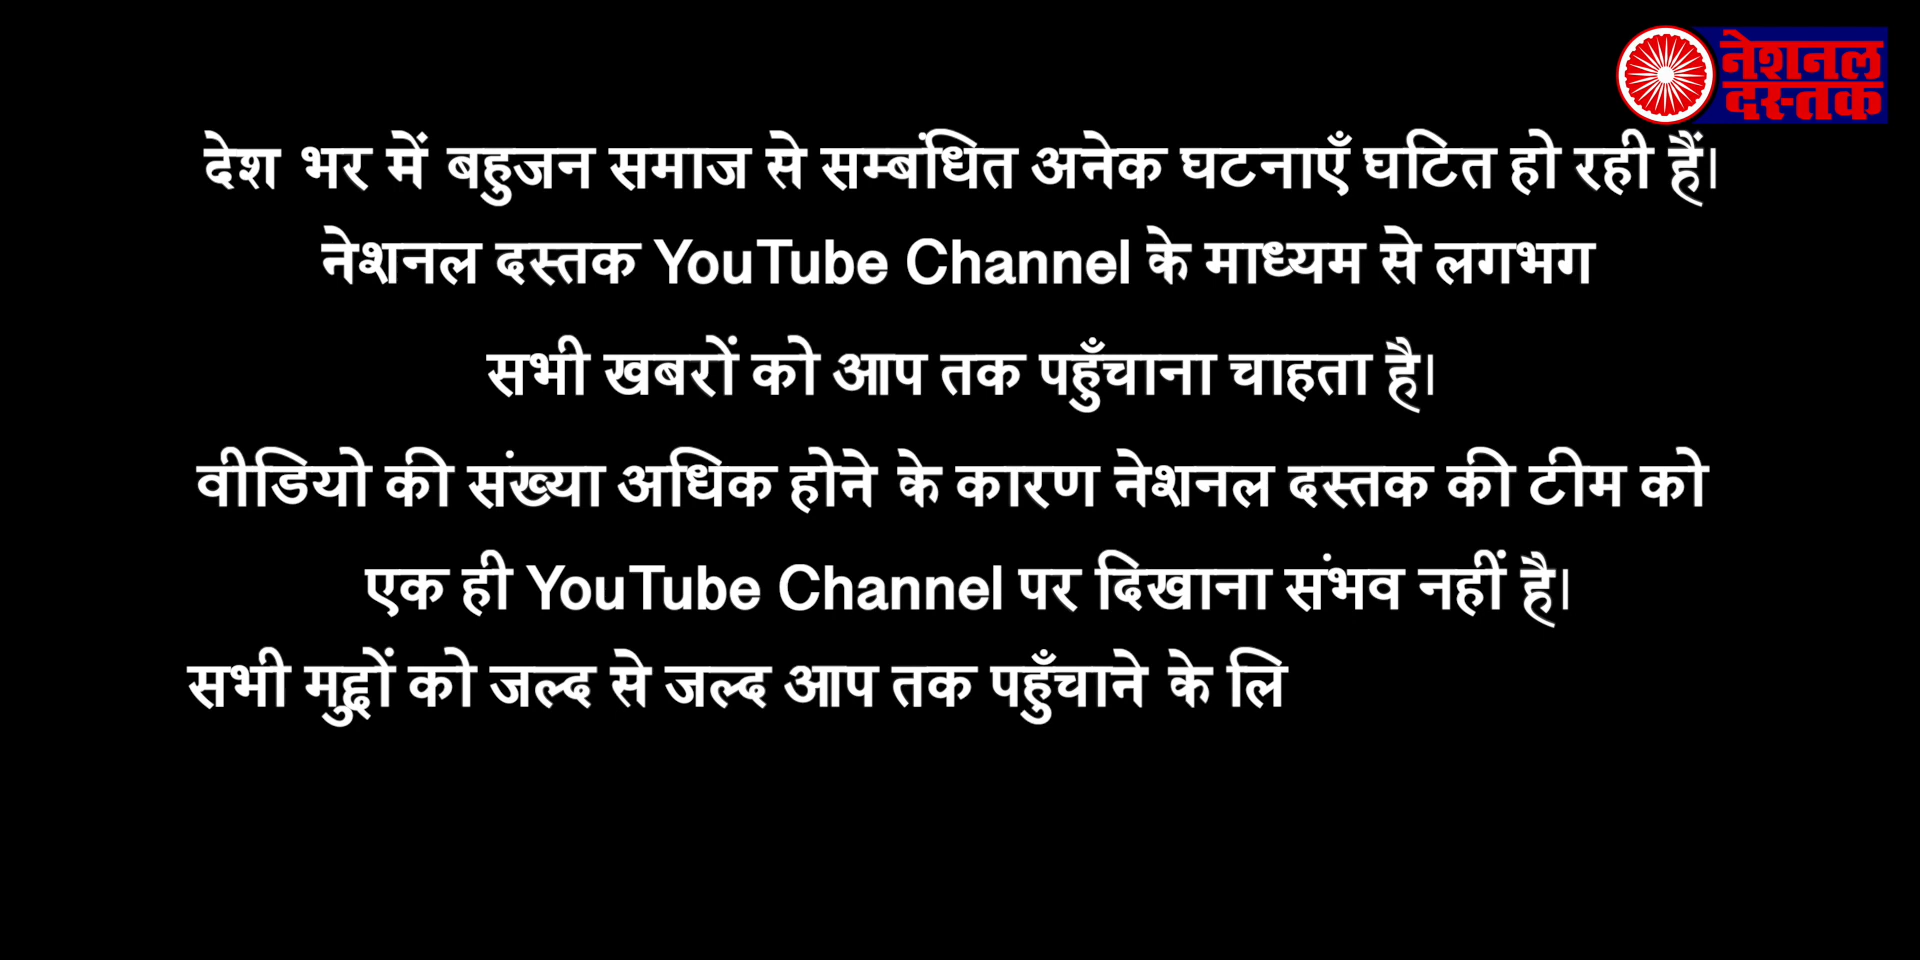 नेशनल
दस्तक
देश भर में बहुजन समाज से सम्बंधित अनेक घटनाएँ घटित हो रही हैं।
नेशनल दस्तक YouTube Channel के माध्यम से लगभग
सभी खबरों को आप तक पहुँचाना चाहता है।
वीडियो की संख्या अधिक होने के कारण नेशनल दस्तक की टीम को
एक ही YouTube Channel पर दिखाना संभव नहीं है।
सभी मुद्दों को जल्द से जल्द आप तक पहुँचाने के लि